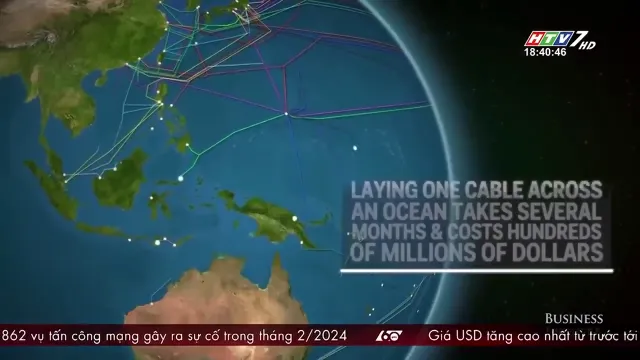 HTV7 HD
18:40:46
LAYING ONE CABLE ACROSS
AN OCEAN TAKES SEVERAL
MONTHS & COSTS HUNDREDS
OF MILLIONS OF DOLLARS
BUSINESS
862 vụ tấn công mạng gây ra sự cố trong tháng 2/2024
60
Giá USD tăng cao nhất từ trước tới